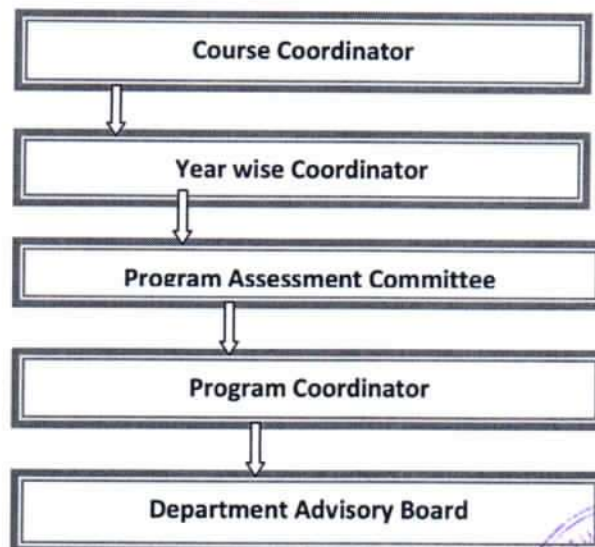 Course Coordinator
Year wise Coordinator
Program Assessment Committee
Program Coordinator
Department Advisory Board